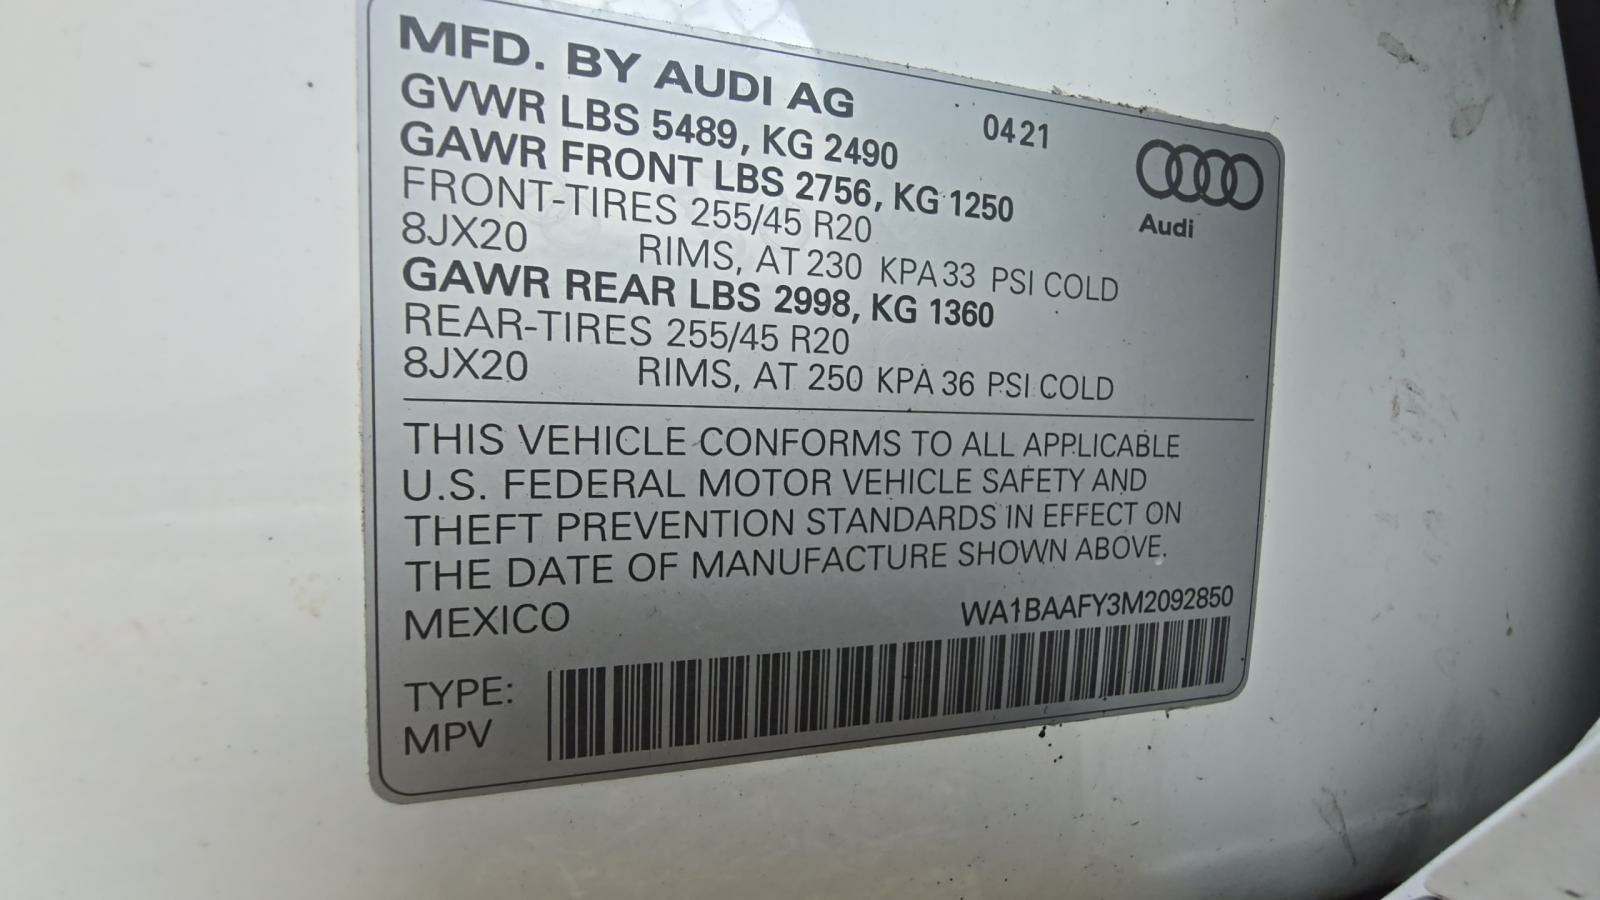 MFD. BY AUDI AG
GVWR LBS 5489, KG 2490 0421
GAWR FRONT LBS 2756, KG 1250
FRONT-TIRES 255/45 R20
8JX20 RIMS, AT 230 KPA 33 PSI COLD
GAWR REAR LBS 2998, KG 1360
REAR-TIRES 255/45 R20
8JX20 RIMS, AT 250 KPA 36 PSI COLD
Audi
THIS VEHICLE CONFORMS TO ALL APPLICABLE
U.S. FEDERAL MOTOR VEHICLE SAFETY AND
THEFT PREVENTION STANDARDS IN EFFECT ON
THE DATE OF MANUFACTURE SHOWN ABOVE.
MEXICO WA1BAAFY3M2092850
TYPE:
MPV